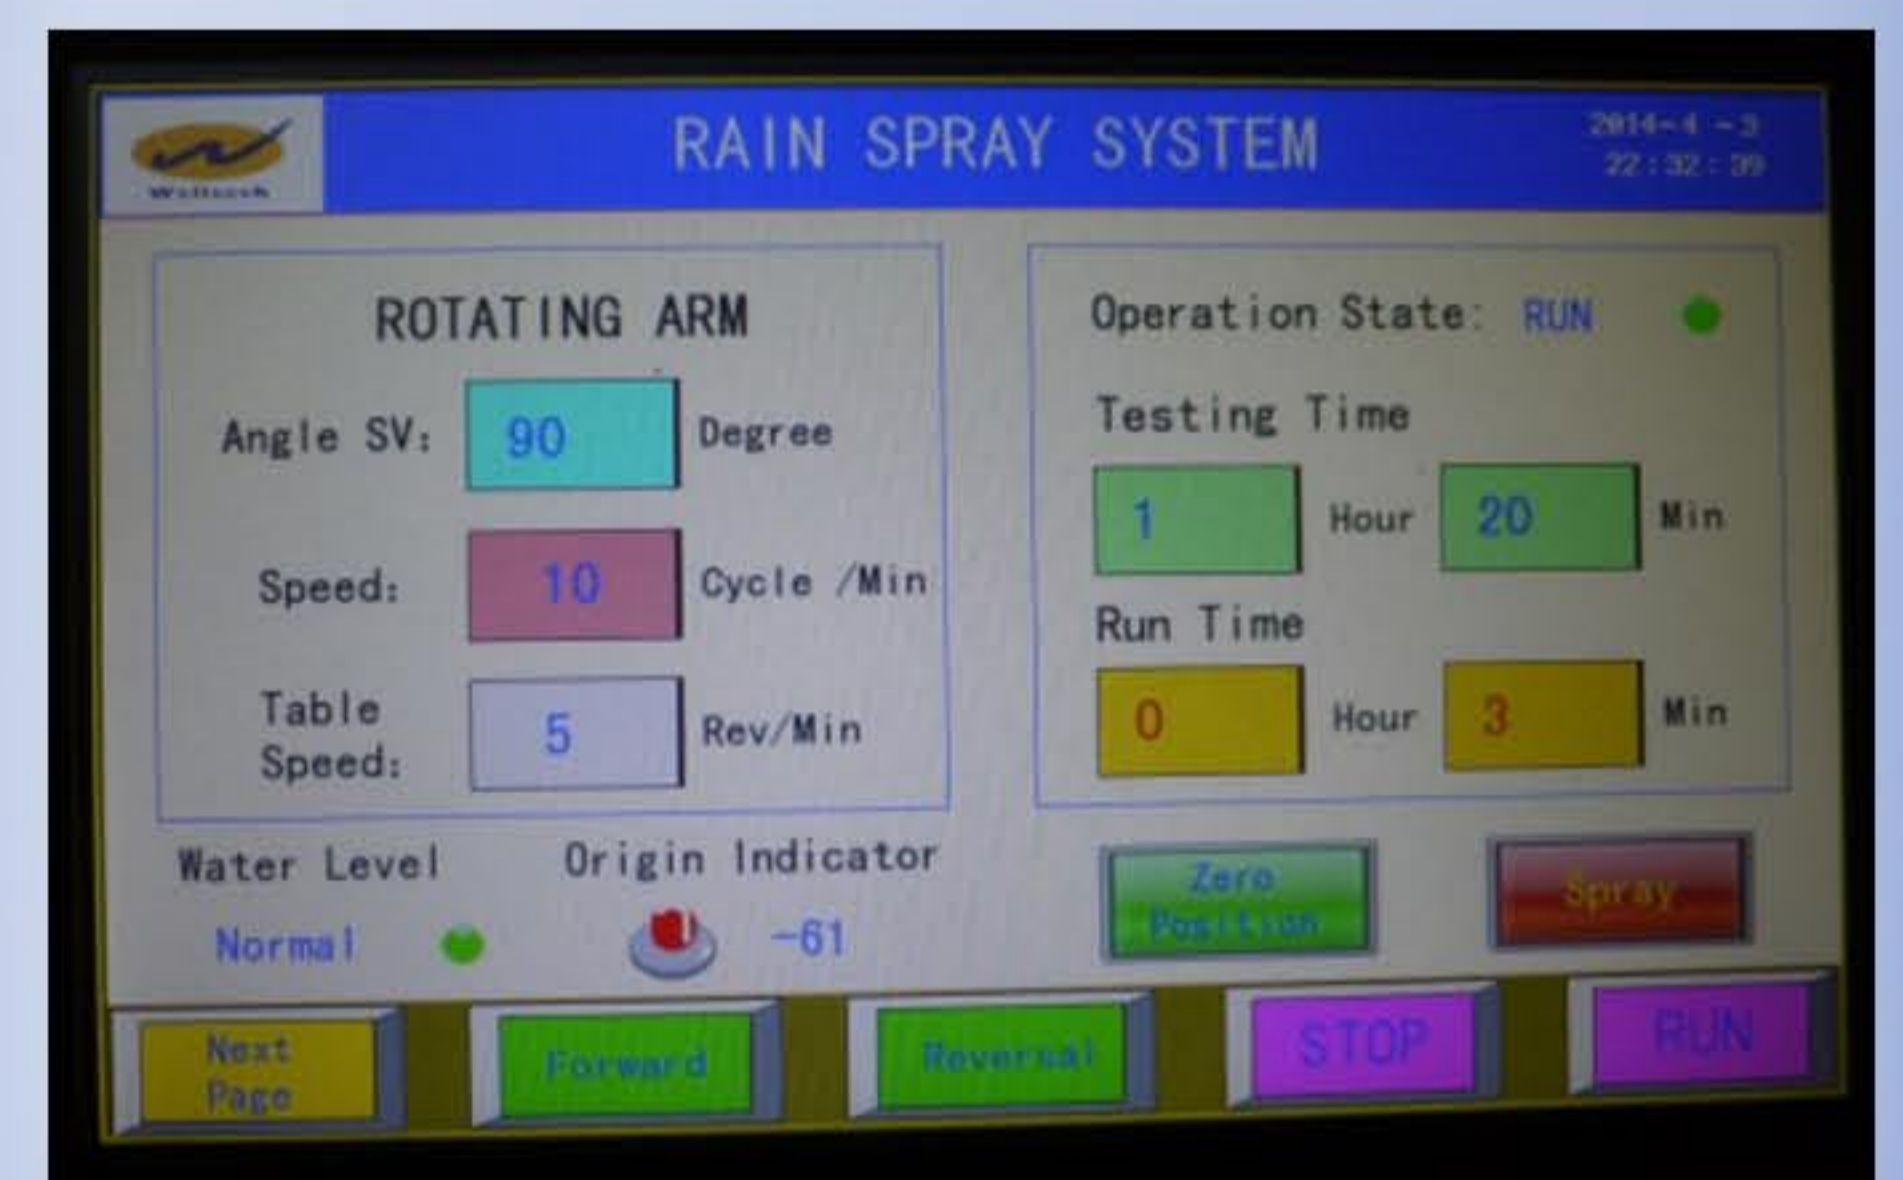 RAIN SPRAY SYSTEM
2014-4-3
22:32:39
ROTATING ARM
Angle SV: 90 Degree
Speed: 10 Cycle /Min
Table
Speed: 5 Rev/Min
Operation State: RUN
Testing Time
1 Hour 20 Min
Run Time
0 Hour 3 Min
Water Level
Normal
Origin Indicator
-61
Zero
Position
Spray
Next
Page
Forward
Reversal
STOP
RUN